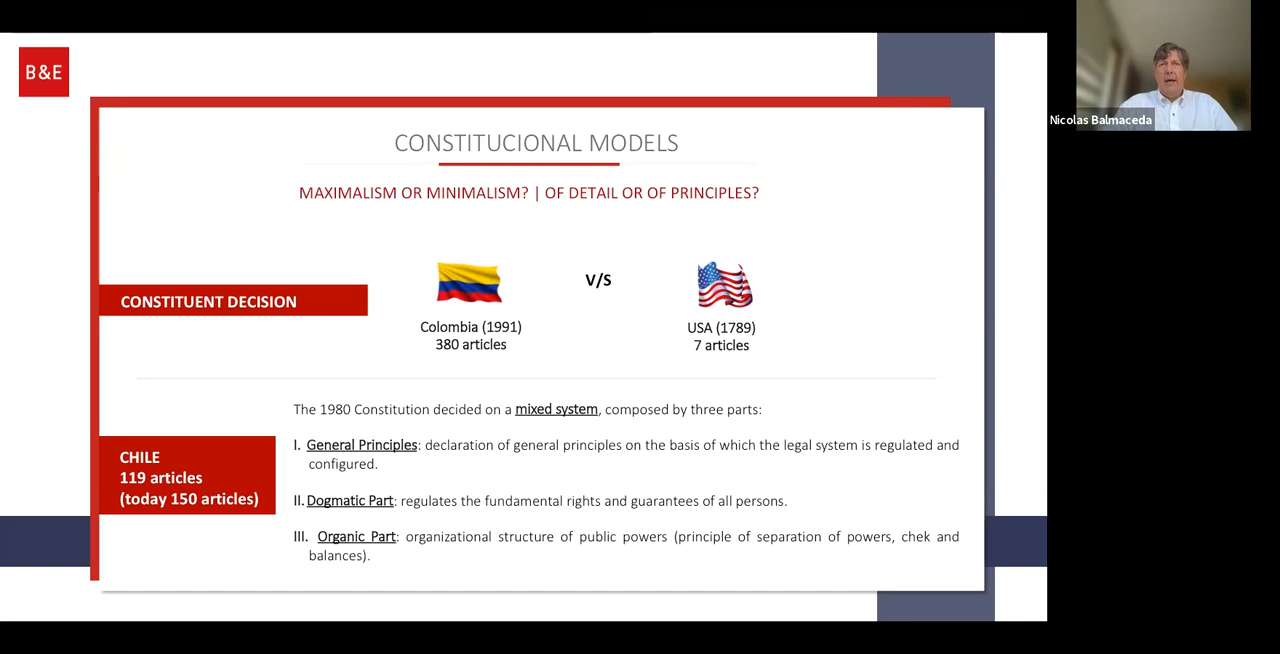 B&E
Nicolas Balmaceda
CONSTITUCIONAL MODELS
MAXIMALISM OR MINIMALISM? | OF DETAIL OR OF PRINCIPLES?
CONSTITUENT DECISION
V/S
Colombia (1991)
380 articles
USA (1789)
7 articles
The 1980 Constitution decided on a mixed system, composed by three parts:
CHILE
119 articles
(today 150 articles)
I. General Principles: declaration of general principles on the basis of which the legal system is regulated and
configured.
II. Dogmatic Part: regulates the fundamental rights and guarantees of all persons.
III. Organic Part: organizational structure of public powers (principle of separation of powers, chek and
balances).